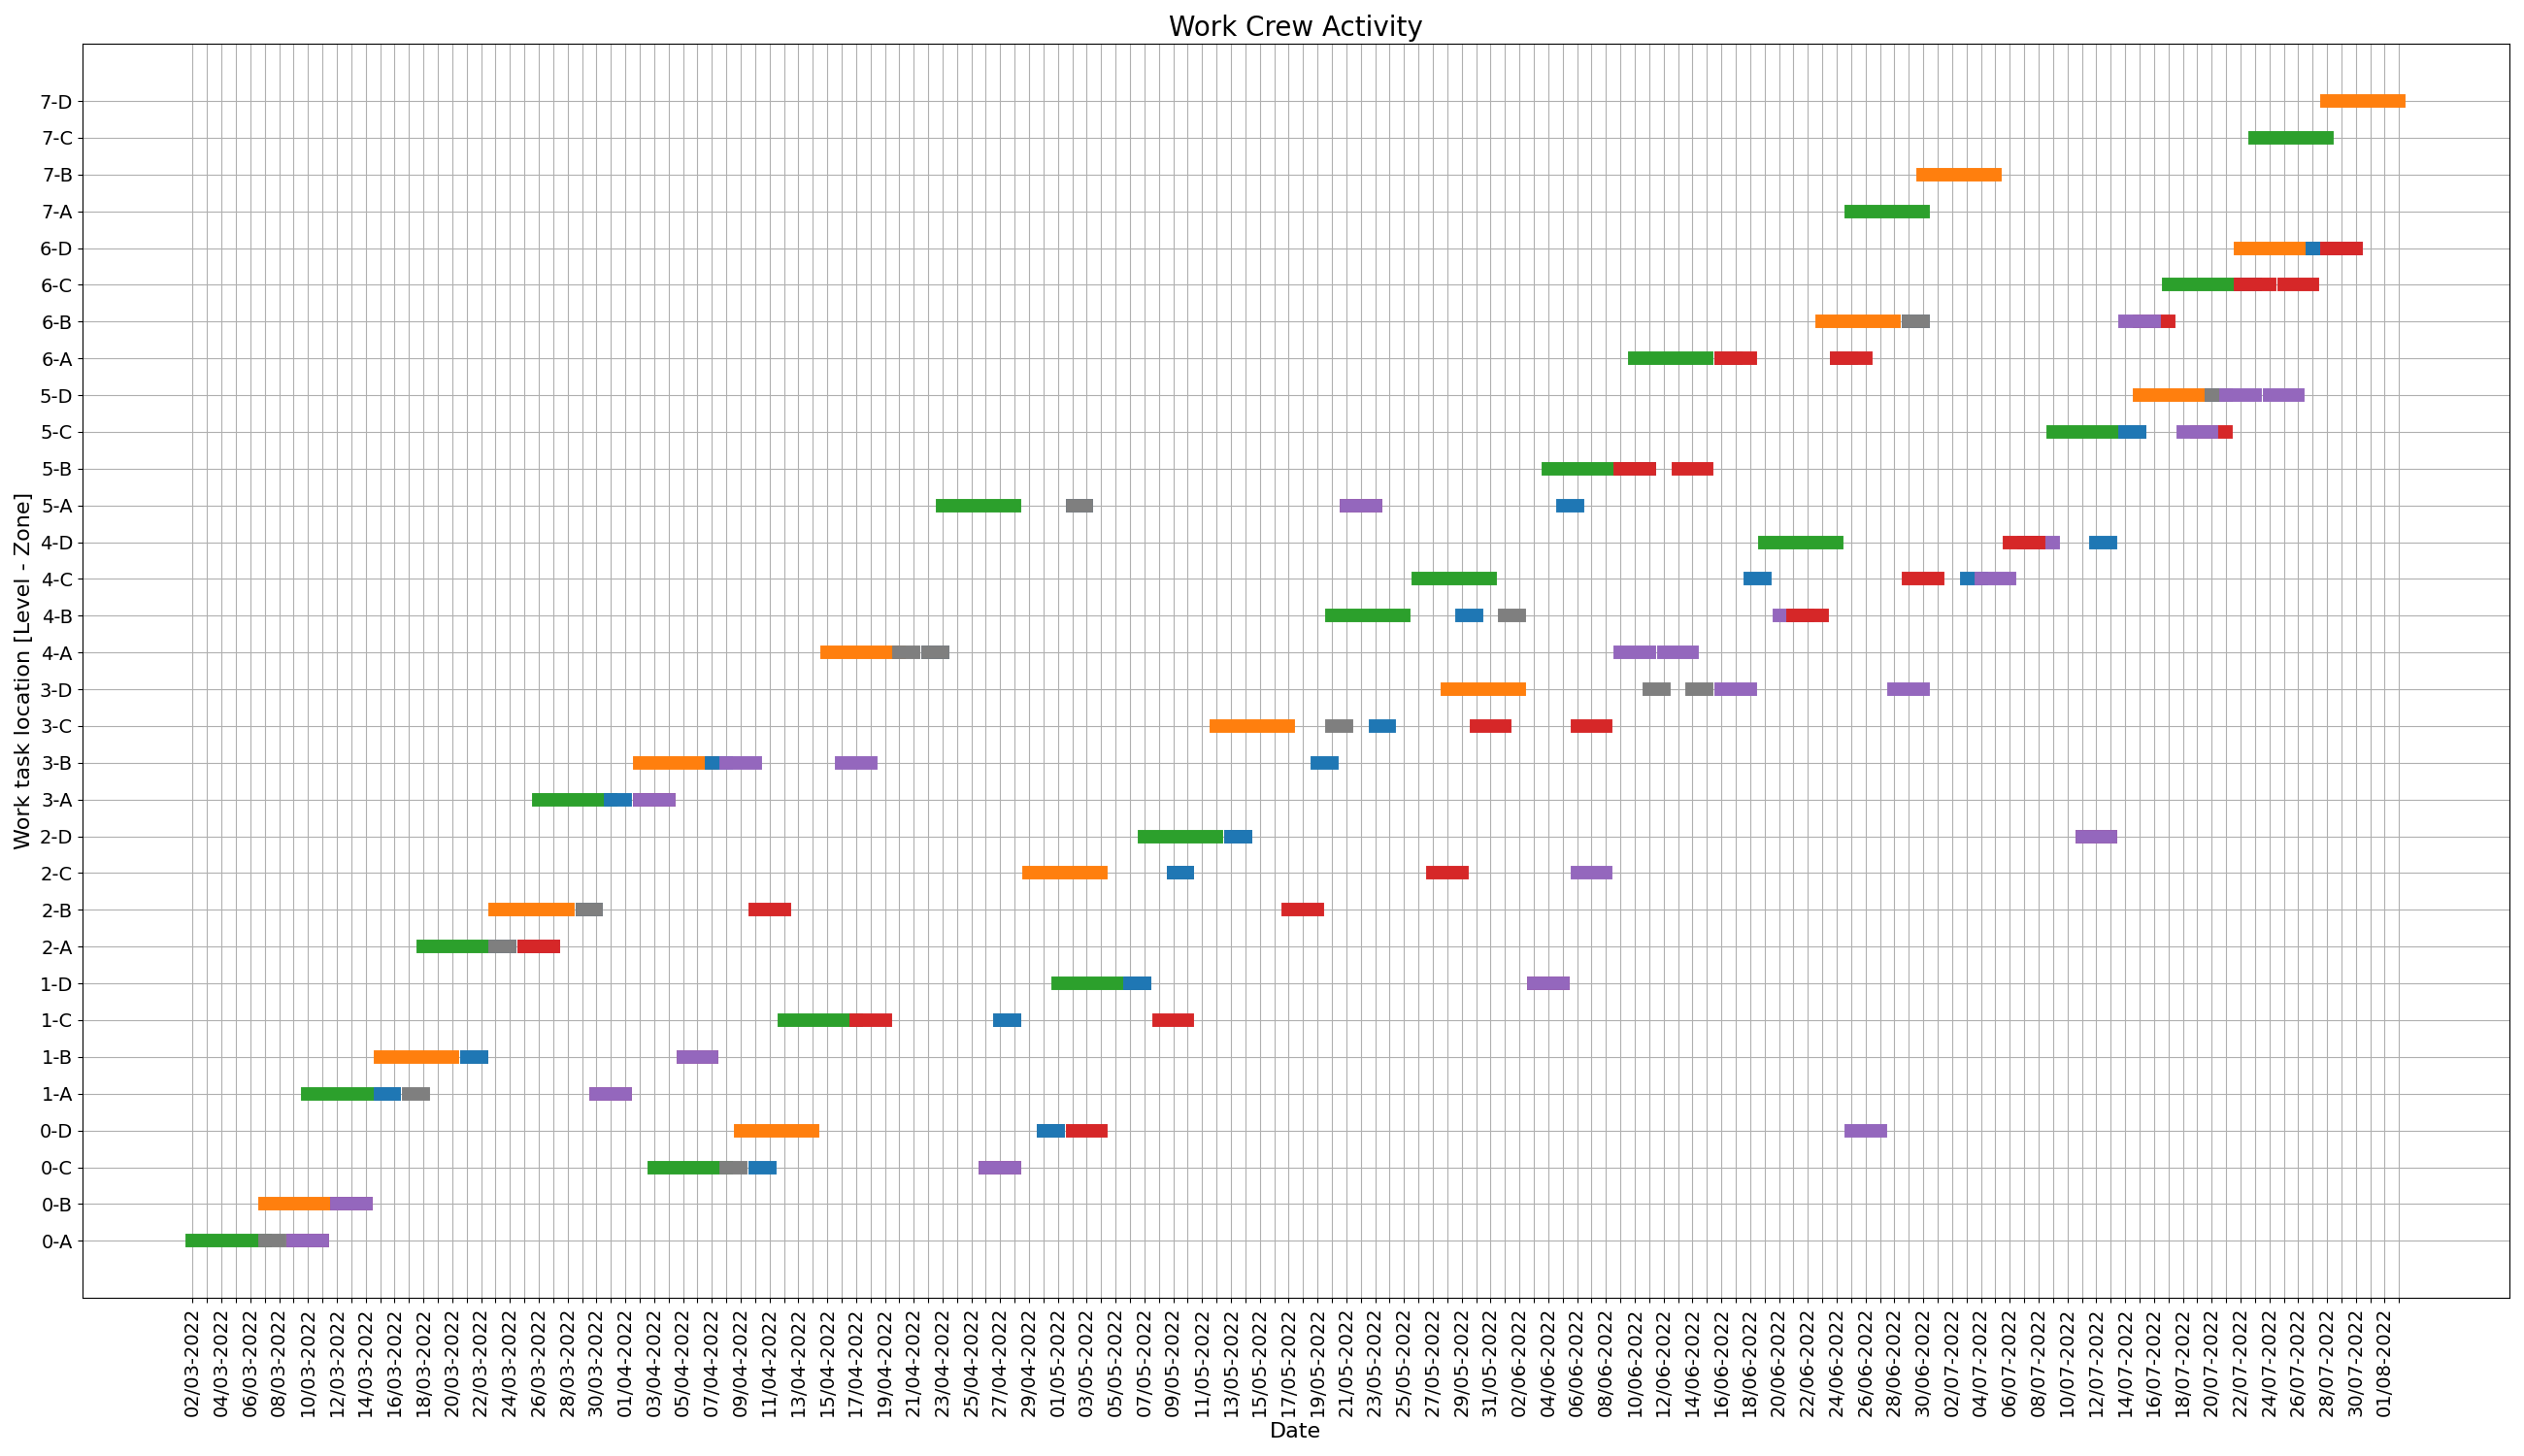 Work Crew Activity
Work task location [Level - Zone]
7-D
7-C
7-B
7-A
6-D
6-C
6-B
6-A
5-D
5-C
5-B
5-A
4-D
4-C
4-B
4-A
3-D
3-C
3-B
3-A
2-D
2-C
2-B
2-A
1-D
1-C
1-B
1-A
0-D
0-C
0-B
0-A
02/03-2022
04/03-2022
06/03-2022
08/03-2022
10/03-2022
12/03-2022
14/03-2022
16/03-2022
18/03-2022
20/03-2022
22/03-2022
24/03-2022
26/03-2022
28/03-2022
30/03-2022
01/04-2022
03/04-2022
05/04-2022
07/04-2022
09/04-2022
11/04-2022
13/04-2022
15/04-2022
17/04-2022
19/04-2022
21/04-2022
23/04-2022
25/04-2022
27/04-2022
29/04-2022
01/05-2022
03/05-2022
05/05-2022
07/05-2022
09/05-2022
11/05-2022
13/05-2022
15/05-2022
17/05-2022
19/05-2022
21/05-2022
23/05-2022
25/05-2022
27/05-2022
29/05-2022
31/05-2022
02/06-2022
04/06-2022
06/06-2022
08/06-2022
10/06-2022
12/06-2022
14/06-2022
16/06-2022
18/06-2022
20/06-2022
22/06-2022
24/06-2022
26/06-2022
28/06-2022
30/06-2022
02/07-2022
04/07-2022
06/07-2022
08/07-2022
10/07-2022
12/07-2022
14/07-2022
16/07-2022
18/07-2022
20/07-2022
22/07-2022
24/07-2022
26/07-2022
28/07-2022
30/07-2022
01/08-2022
Date